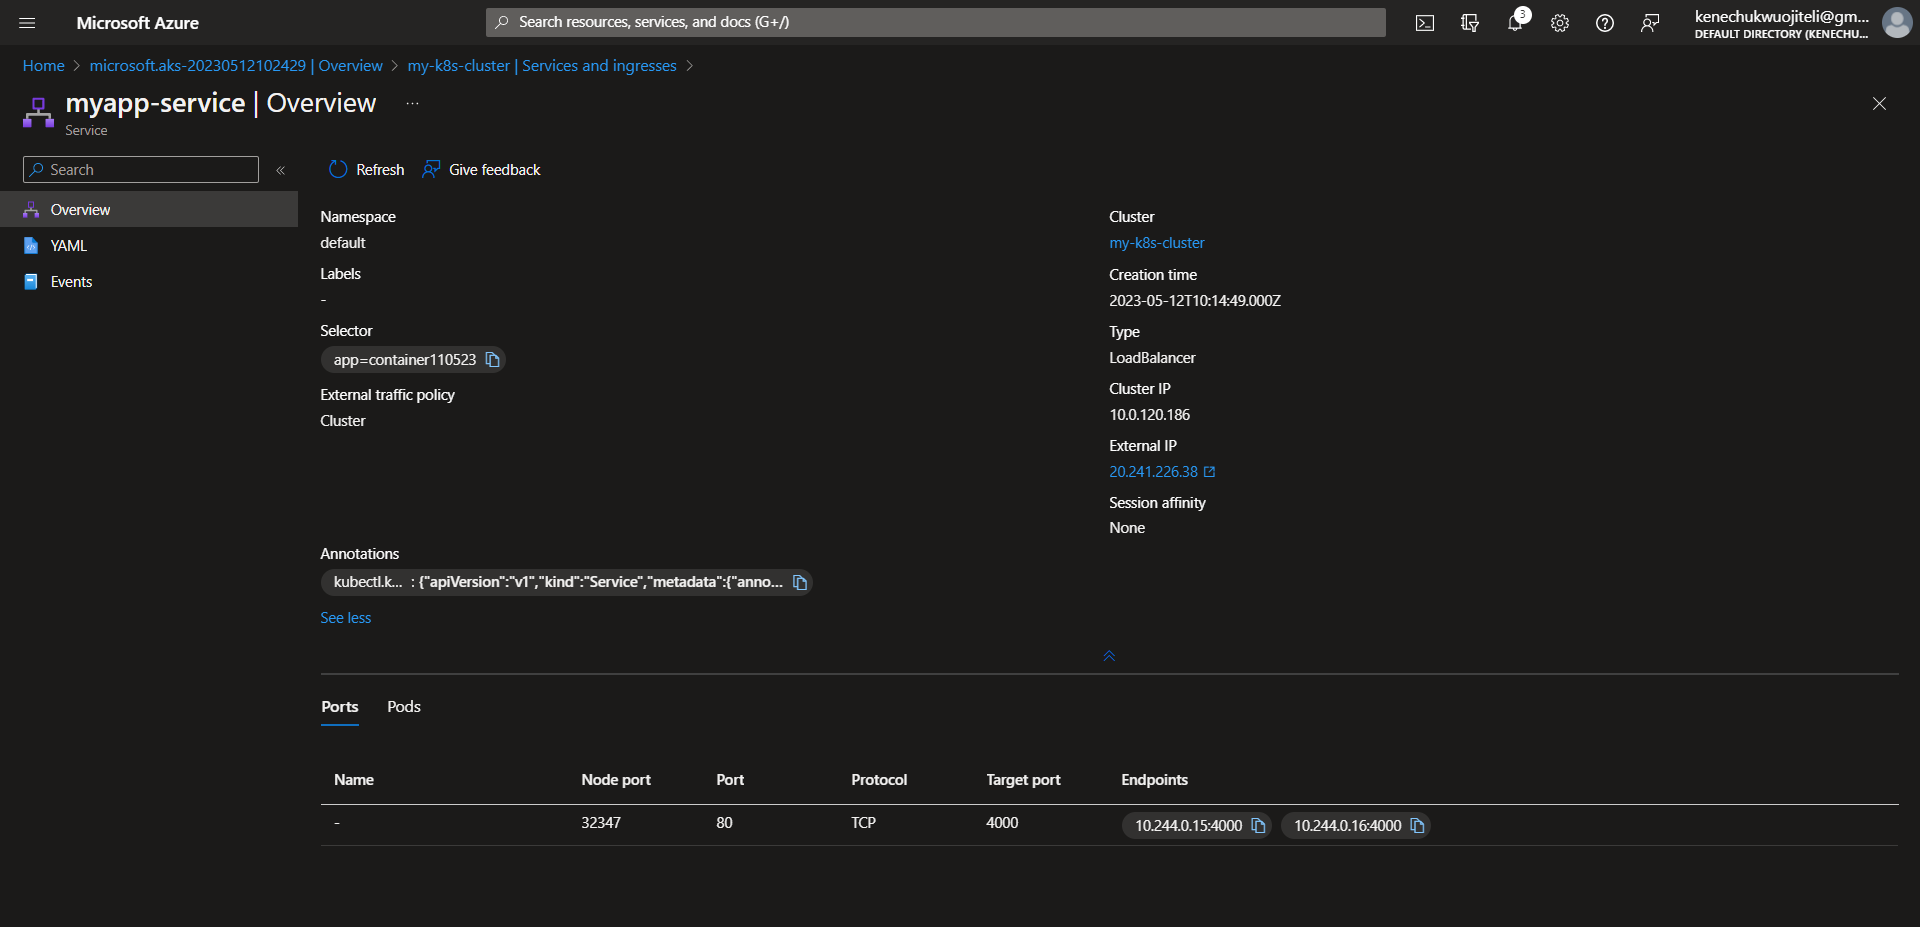 Microsoft Azure
Search resources, services, and docs (G+/)
3
kenechukwuojiteli@gm...
DEFAULT DIRECTORY (KENECHU...
Home > microsoft.aks-20230512102429 | Overview > my-k8s-cluster | Services and ingresses >
myapp-service | Overview ...
Service
Search
«
Refresh
Give feedback
Overview
YAML
Events
Namespace
default
Labels
-
Selector
app=container110523
External traffic policy
Cluster
Cluster
my-k8s-cluster
Creation time
2023-05-12T10:14:49.000Z
Type
LoadBalancer
Cluster IP
10.0.120.186
External IP
20.241.226.38
Session affinity
None
Annotations
kubectl.k... : {"apiVersion":"v1","kind":"Service","metadata":{"anno...
See less
Ports Pods
Name Node port Port Protocol Target port Endpoints
- 32347 80 TCP 4000 10.244.0.15:4000 10.244.0.16:4000